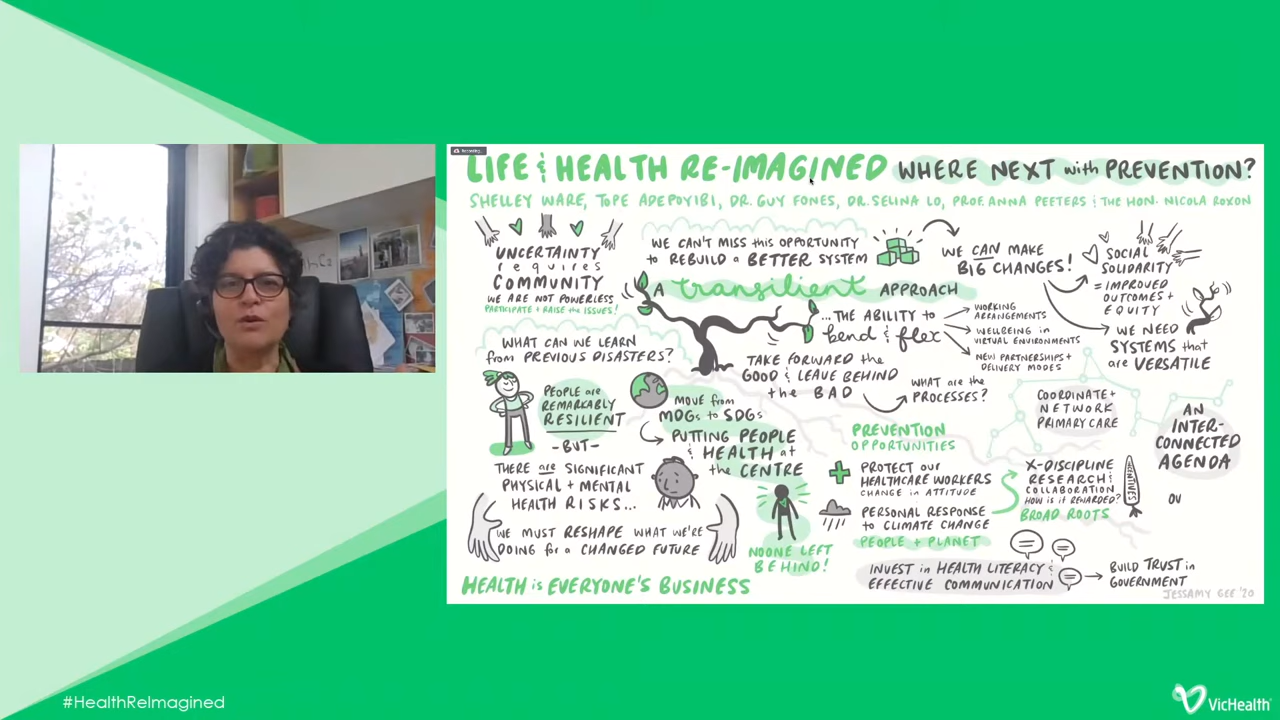 LIFE & HEALTH RE-IMAGINED WHERE NEXT with PREVENTION?
SHELLEY WARE, TOPE ADEPOYIBI, DR. GUY FONES, DR. SELINA LO, PROF. ANNA PEETERS & THE HON. NICOLA ROXON
UNCERTAINTY
requires
COMMUNITY
WE ARE NOT POWERLESS
PARTICIPATE + RAISE the ISSUES!
WE CAN'T MISS this OPPORTUNITY
to REBUILD a BETTER SYSTEM
WE CAN MAKE
BIG CHANGES!
SOCIAL
SOLIDARITY
= IMPROVED
OUTCOMES +
EQUITY
A transilient APPROACH
...THE ABILITY to
bend & flex
WORKING
ARRANGEMENTS
WELLBEING in
VIRTUAL ENVIRONMENTS
NEW PARTNERSHIPS +
DELIVERY MODES
WE NEED
SYSTEMS that
are VERSATILE
WHAT CAN WE LEARN
from PREVIOUS DISASTERS?
TAKE FORWARD the
GOOD & LEAVE BEHIND
the BAD
WHAT ARE the
PROCESSES?
PEOPLE are
REMARKABLY
RESILIENT
-BUT-
THERE are SIGNIFICANT
PHYSICAL + MENTAL
HEALTH RISKS...
MOVE from
MDGs to SDGs
PUTTING PEOPLE
& HEALTH at
the CENTRE
PREVENTION
OPPORTUNITIES
PROTECT our
HEALTHCARE WORKERS
CHANGE in ATTITUDE
PERSONAL RESPONSE
to CLIMATE CHANGE
PEOPLE + PLANET
COORDINATE +
NETWORK
PRIMARY CARE
AN
INTER-
CONNECTED
AGENDA
X-DISCIPLINE
RESEARCH &
COLLABORATION
HOW is it REWARDED?
BROAD ROOTS
INCENTIVES
OV
WE MUST RESHAPE WHAT WE'RE
DOING for a CHANGED FUTURE
NO ONE LEFT
BEHIND!
INVEST in HEALTH LITERACY &
EFFECTIVE COMMUNICATION
BUILD TRUST in
GOVERNMENT
HEALTH is EVERYONE'S BUSINESS
JESSAMY GEE '20
#HealthReImagined
VicHealth